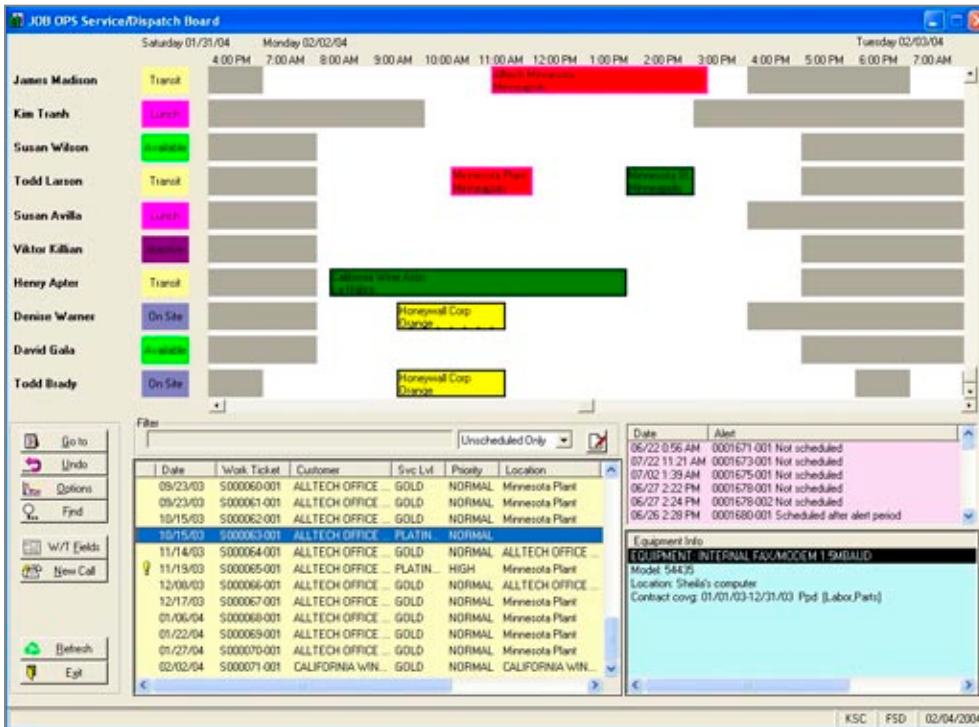 JOB OPS Service/Dispatch Board
Saturday 01/31/04 Monday 02/02/04 Tuesday 02/03/04
4:00 PM 7:00 AM 8:00 AM 9:00 AM 10:00 AM 11:00 AM 12:00 PM 1:00 PM 2:00 PM 3:00 PM 4:00 PM 5:00 PM 6:00 PM 7:00 AM
James Madison Transit Alltech Minnesota
Minneapolis
Kim Tranh Lunch
Susan Wilson Available
Todd Larson Transit Minnesota Plant Minnesota
Minneapolis Minneapolis
Susan Avilla Lunch
Viktor Killian
Henry Apter Transit California Wine Assn
La Habra
Denise Warner On Site Honeywall Corp
Orange
David Gala Available
Todd Brady On Site Honeywall Corp
Orange
Go to
Undo
Options
Find
W/T Fields
New Call
Refresh
Exit
Filter
Unscheduled Only
Date Work Ticket Customer Svc Lvl Priority Location
09/23/03 S000060-001 ALLTECH OFFICE ... GOLD NORMAL Minnesota Plant
09/23/03 S000061-001 ALLTECH OFFICE ... GOLD NORMAL Minnesota Plant
10/15/03 S000062-001 ALLTECH OFFICE ... GOLD NORMAL Minnesota Plant
10/15/03 S000063-001 ALLTECH OFFICE ... PLATIN... NORMAL
11/14/03 S000064-001 ALLTECH OFFICE ... GOLD NORMAL ALLTECH OFFICE ...
11/19/03 S000065-001 ALLTECH OFFICE ... PLATIN... HIGH Minnesota Plant
12/08/03 S000066-001 ALLTECH OFFICE ... GOLD NORMAL ALLTECH OFFICE ...
12/17/03 S000067-001 ALLTECH OFFICE ... GOLD NORMAL Minnesota Plant
01/06/04 S000068-001 ALLTECH OFFICE ... GOLD NORMAL Minnesota Plant
01/22/04 S000069-001 ALLTECH OFFICE ... GOLD NORMAL Minnesota Plant
01/27/04 S000070-001 ALLTECH OFFICE ... GOLD NORMAL Minnesota Plant
02/02/04 S000071-001 CALIFORNIA WIN... GOLD NORMAL CALIFORNIA WIN...
Date Alert
06/22 0:56 AM 0001671-001 Not scheduled
07/22 11:21 AM 0001673-001 Not scheduled
07/02 1:39 AM 0001675-001 Not scheduled
06/27 2:22 PM 0001678-001 Not scheduled
06/27 2:24 PM 0001678-002 Not scheduled
06/26 2:28 PM 0001680-001 Scheduled after alert period
Equipment Info
EQUIPMENT: INTERNAL FAX/MODEM 1.5MBAUD
Model: 54435
Location: Sheila's computer
Contract covg: 01/01/03-12/31/03 Ppd (Labor,Parts)
KSC FSD 02/04/200